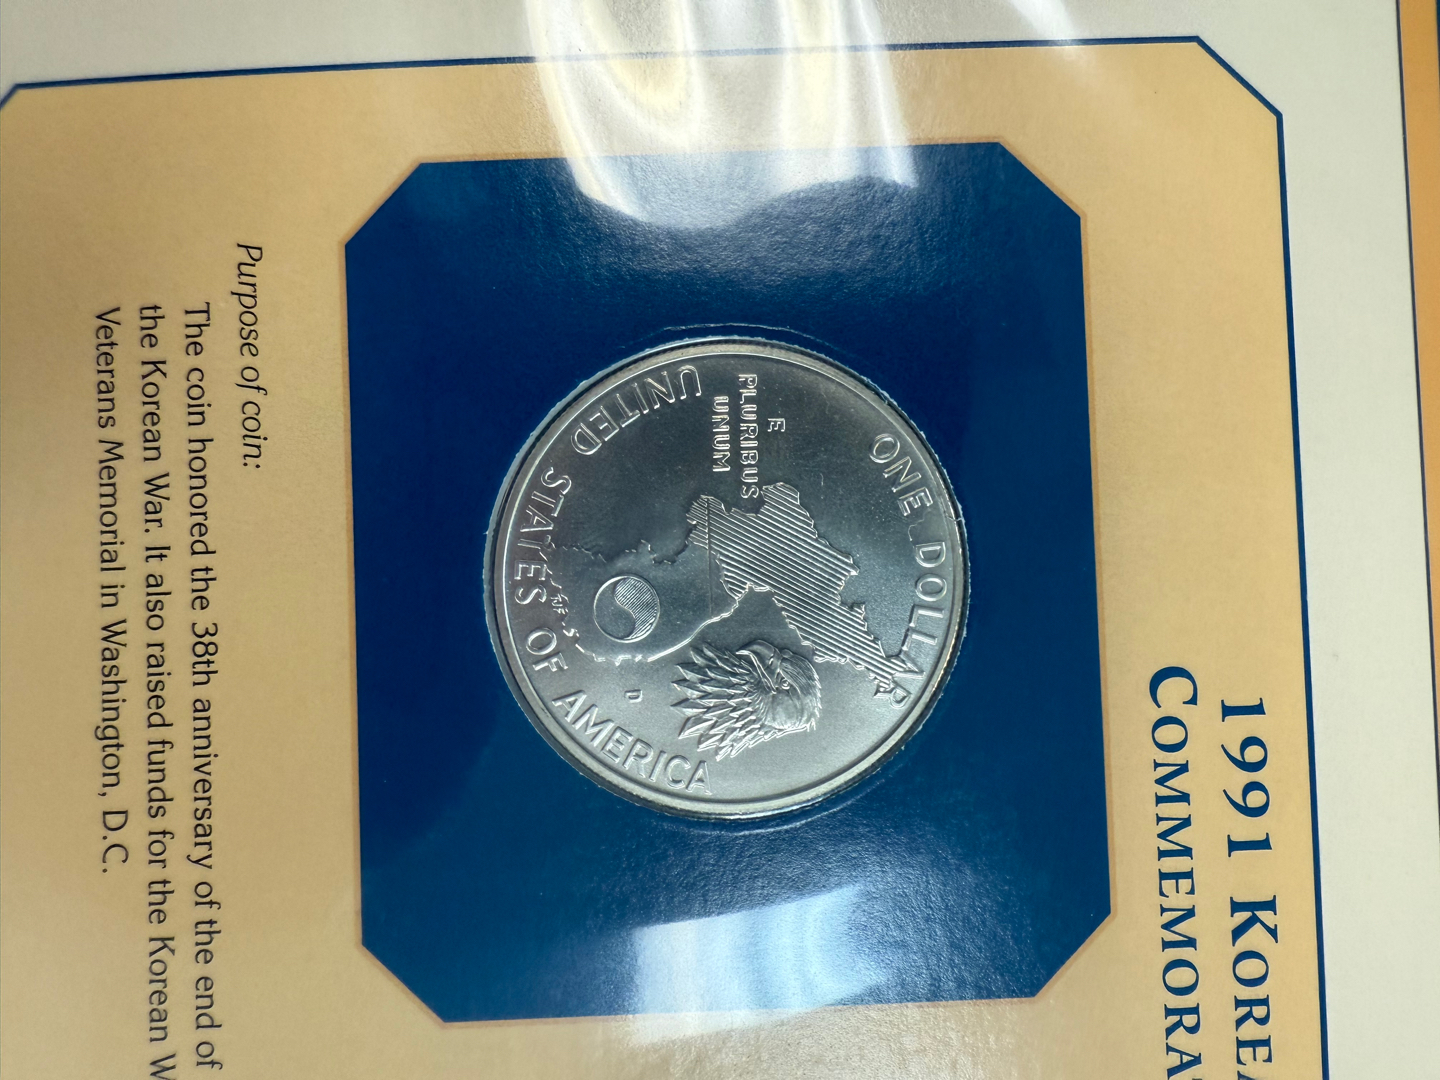 1991 KOREA
COMMEMORA
ONE DOLLAR
E
PLURIBUS
UNUM
D
UNITED STATES OF AMERICA
Purpose of coin:
The coin honored the 38th anniversary of the end of
the Korean War. It also raised funds for the Korean W
Veterans Memorial in Washington, D.C.